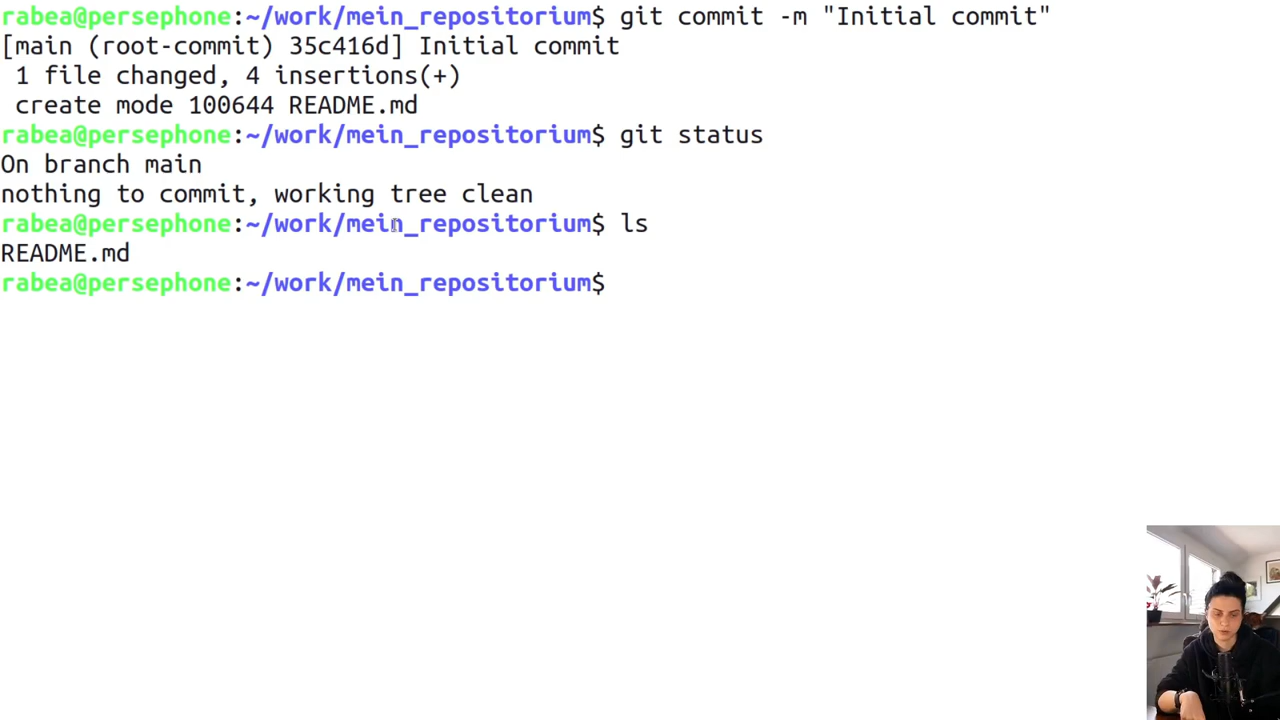 rabea@persephone:~/work/mein_repositorium$ git commit -m "Initial commit"
[main (root-commit) 35c416d] Initial commit
 1 file changed, 4 insertions(+)
 create mode 100644 README.md
rabea@persephone:~/work/mein_repositorium$ git status
On branch main
nothing to commit, working tree clean
rabea@persephone:~/work/mein_repositorium$ ls
README.md
rabea@persephone:~/work/mein_repositorium$